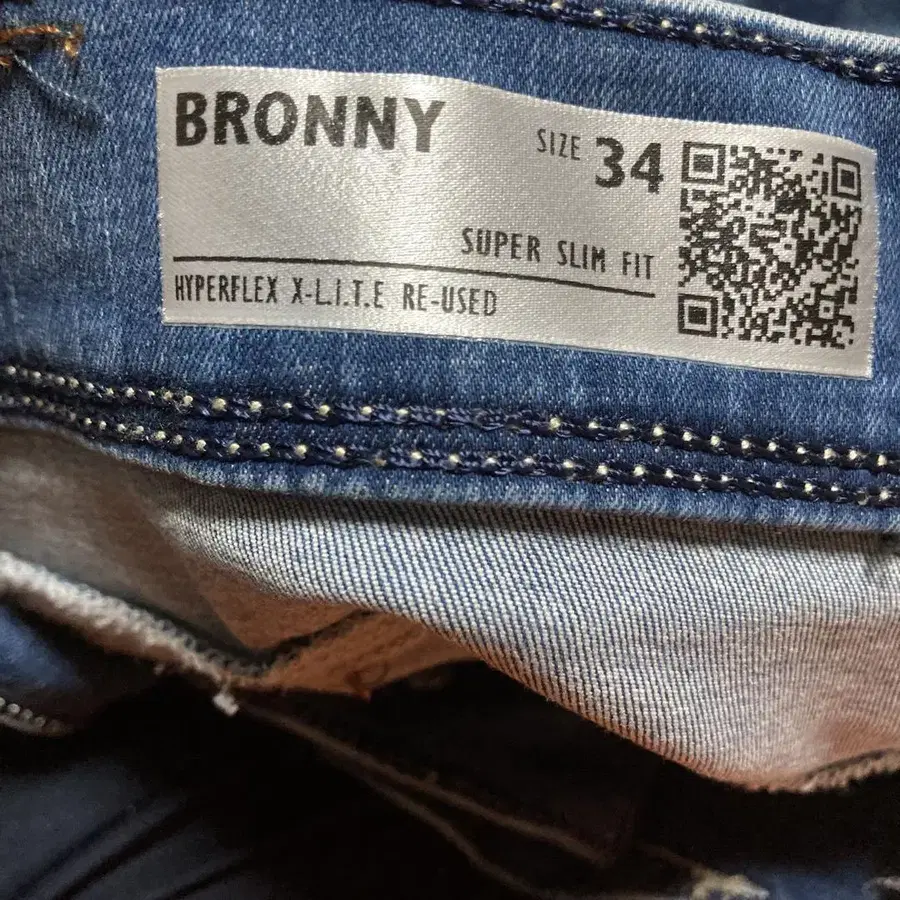 BRONNY
SIZE 34
SUPER SLIM FIT
HYPERFLEX X-L.I.T.E RE-USED